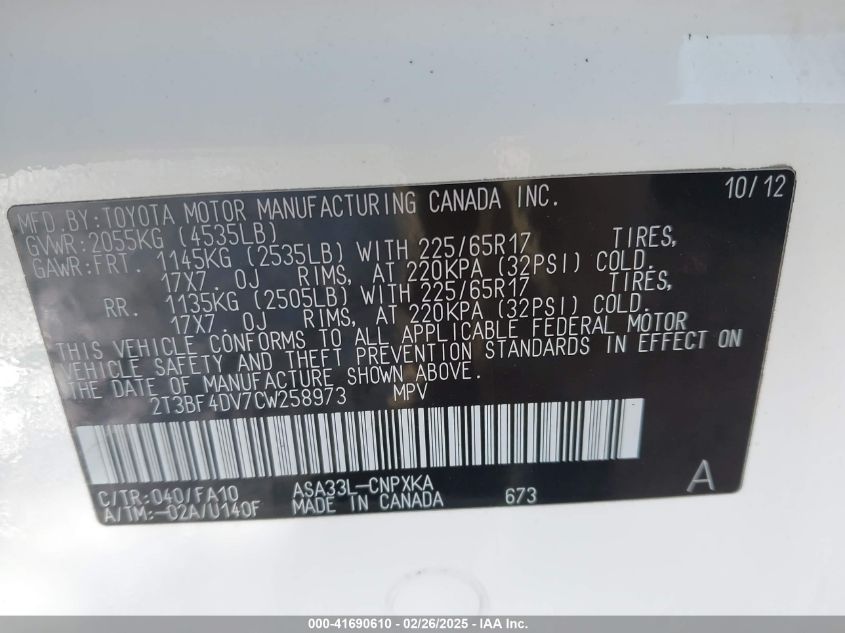 MFD.BY:TOYOTA MOTOR MANUFACTURING CANADA INC. 10/12
GVWR:2055KG (4535LB)
GAWR:FRT. 1145KG (2535LB) WITH 225/65R17 TIRES,
17X7. 0J RIMS, AT 220KPA (32PSI) COLD.
RR. 1135KG (2505LB) WITH 225/65R17 TIRES,
17X7. 0J RIMS, AT 220KPA (32PSI) COLD.
THIS VEHICLE CONFORMS TO ALL APPLICABLE FEDERAL MOTOR
VEHICLE SAFETY AND THEFT PREVENTION STANDARDS IN EFFECT ON
THE DATE OF MANUFACTURE SHOWN ABOVE.
2T3BF4DV7CW258973 MPV
C/TR:040/FA10 ASA33L-CNPXKA A
A/TM:-02A/U140F MADE IN CANADA 673
000-41690610 - 02/26/2025 - IAA Inc.